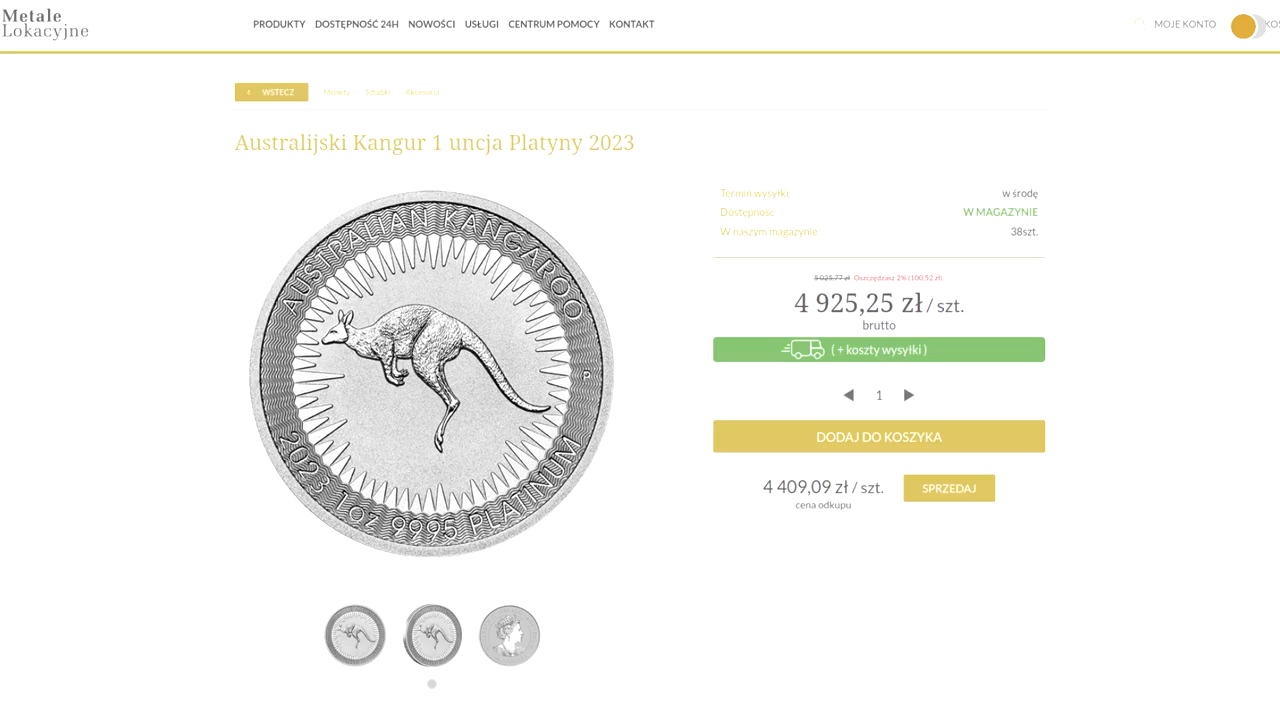 Metale
Lokacyjne
PRODUKTY DOSTĘPNOŚĆ 24H NOWOŚCI USŁUGI CENTRUM POMOCY KONTAKT
MOJE KONTO
WSTECZ Monety Sztabki Akcesoria
Australijski Kangur 1 uncja Platyny 2023
AUSTRALIAN KANGAROO
P
2023 1oz 9995 PLATINUM
Termin wysyłki: w środę
Dostępność W MAGAZYNIE
W naszym magazynie: 38szt.
5 025,77 zł Oszczędzasz 2% (100,52 zł)
4 925,25 zł / szt.
brutto
( + koszty wysyłki )
1
DODAJ DO KOSZYKA
4 409,09 zł / szt. SPRZEDAJ
cena odkupu